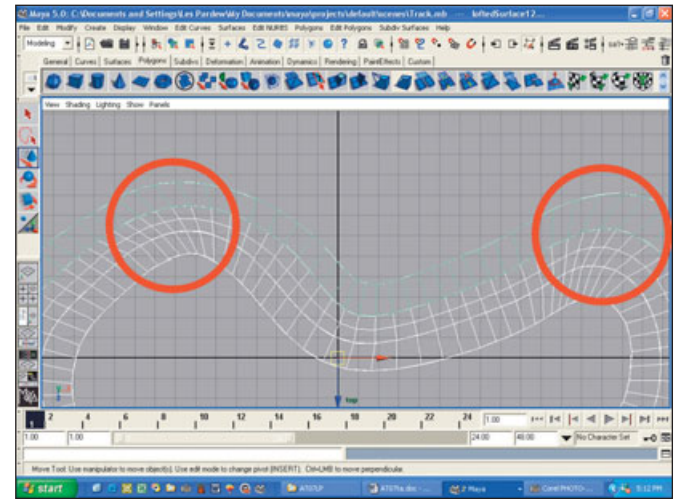 Maya 5.0: C:\Documents and Settings\Les Pardew\My Documents\maya\projects\default\scenes\Track.mb --- loftedSurface12...
File Edit Modify Create Display Window Edit Curves Surfaces Edit NURBS Polygons Edit Polygons Subdiv Surfaces Help
Modeling
General Curves Surfaces Polygons Subdivs Deformation Animation Dynamics Rendering PaintEffects Custom
View Shading Lighting Show Panels
top
2 4 6 8 10 12 14 16 18 20 22 24 1.00
1.00 1.00 24.00 48.00 No Character Set
Move Tool: Use manipulator to move object(s). Use edit mode to change pivot (INSERT). Ctrl+LMB to move perpendicular.
start 2 Maya Corel PHOTO-... 5:12 PM